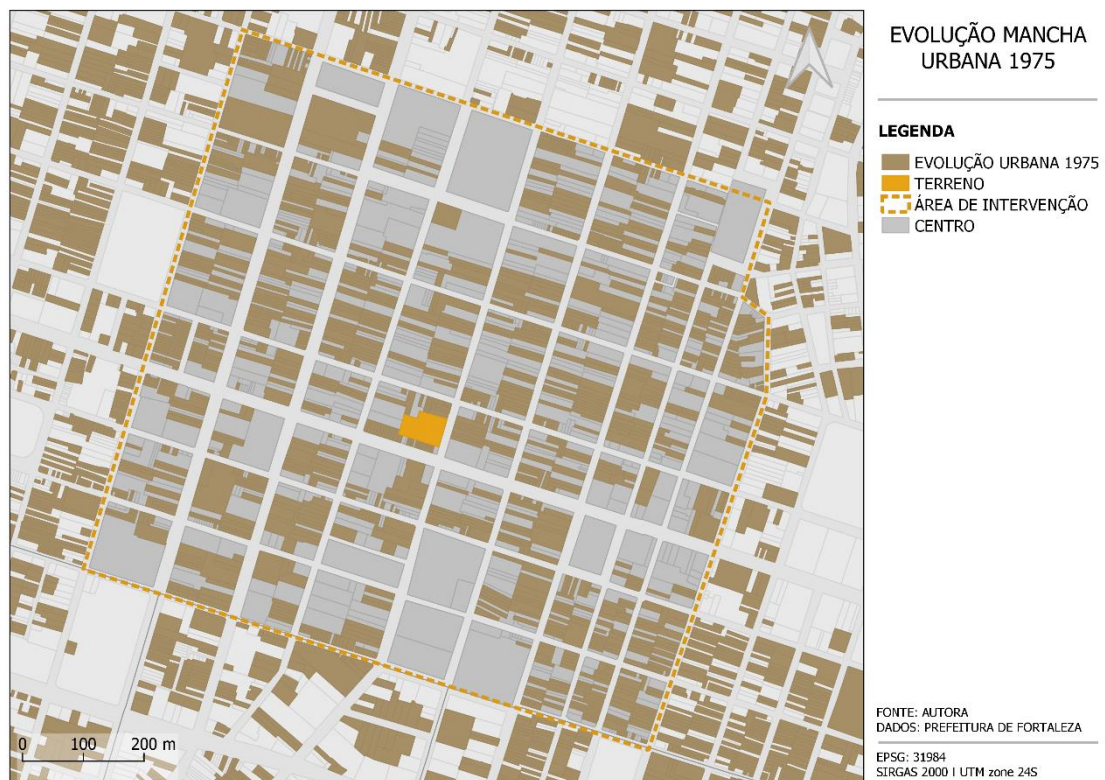 EVOLUÇÃO MANCHA
URBANA 1975
LEGENDA
EVOLUÇÃO URBANA 1975
TERRENO
ÁREA DE INTERVENÇÃO
CENTRO
0 100 200 m
FONTE: AUTORA
DADOS: PREFEITURA DE FORTALEZA
EPSG: 31984
SIRGAS 2000 | UTM zone 24S